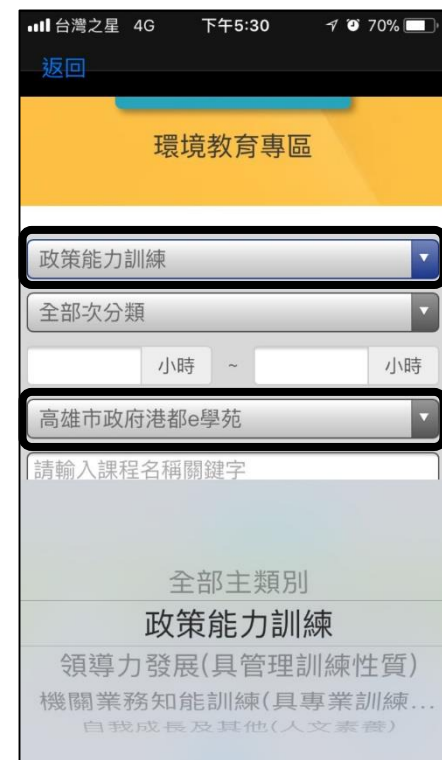 台灣之星 4G 下午5:30 70%
返回
環境教育專區
政策能力訓練
全部次分類
小時 ~ 小時
高雄市政府港都e學苑
請輸入課程名稱關鍵字
全部主類別
政策能力訓練
領導力發展(具管理訓練性質)
機關業務知能訓練(具專業訓練...
自我成長及其他(人文素養)